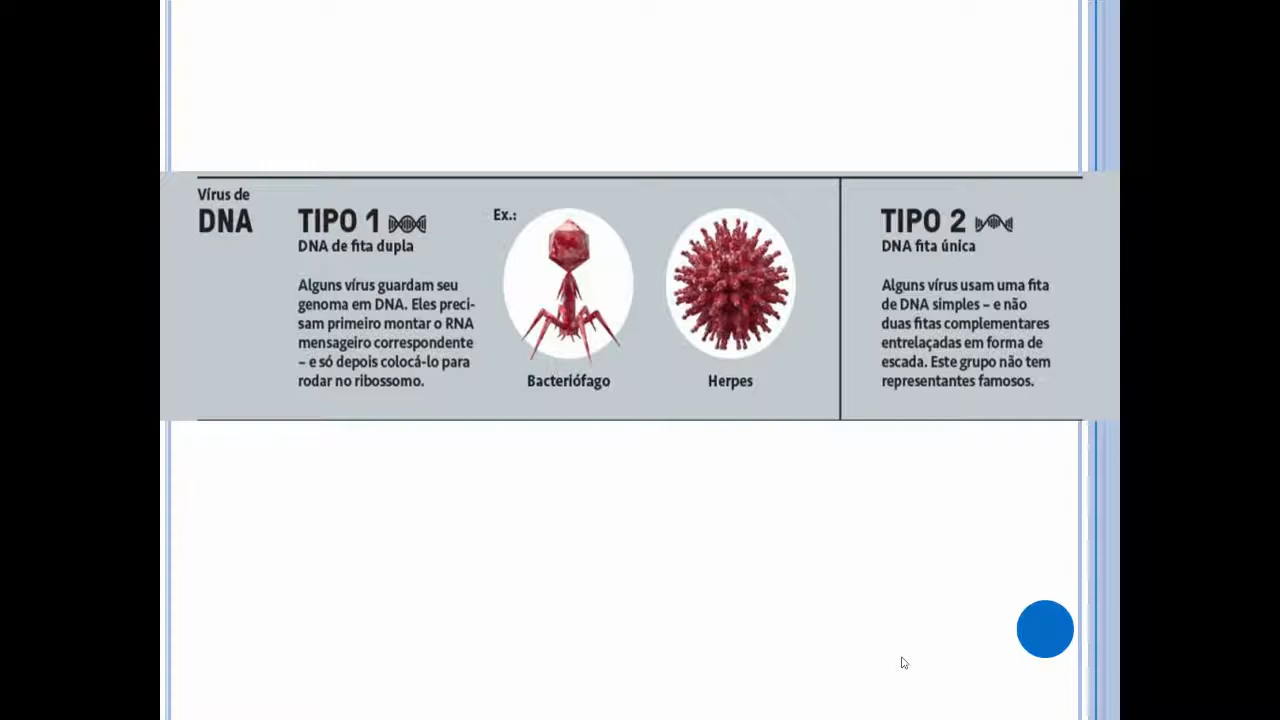 Vírus de
DNA
TIPO 1
DNA de fita dupla
Alguns vírus guardam seu
genoma em DNA. Eles preci-
sam primeiro montar o RNA
mensageiro correspondente
– e só depois colocá-lo para
rodar no ribossomo.
Ex.:
Bacteriófago
Herpes
TIPO 2
DNA fita única
Alguns vírus usam uma fita
de DNA simples – e não
duas fitas complementares
entrelaçadas em forma de
escada. Este grupo não tem
representantes famosos.